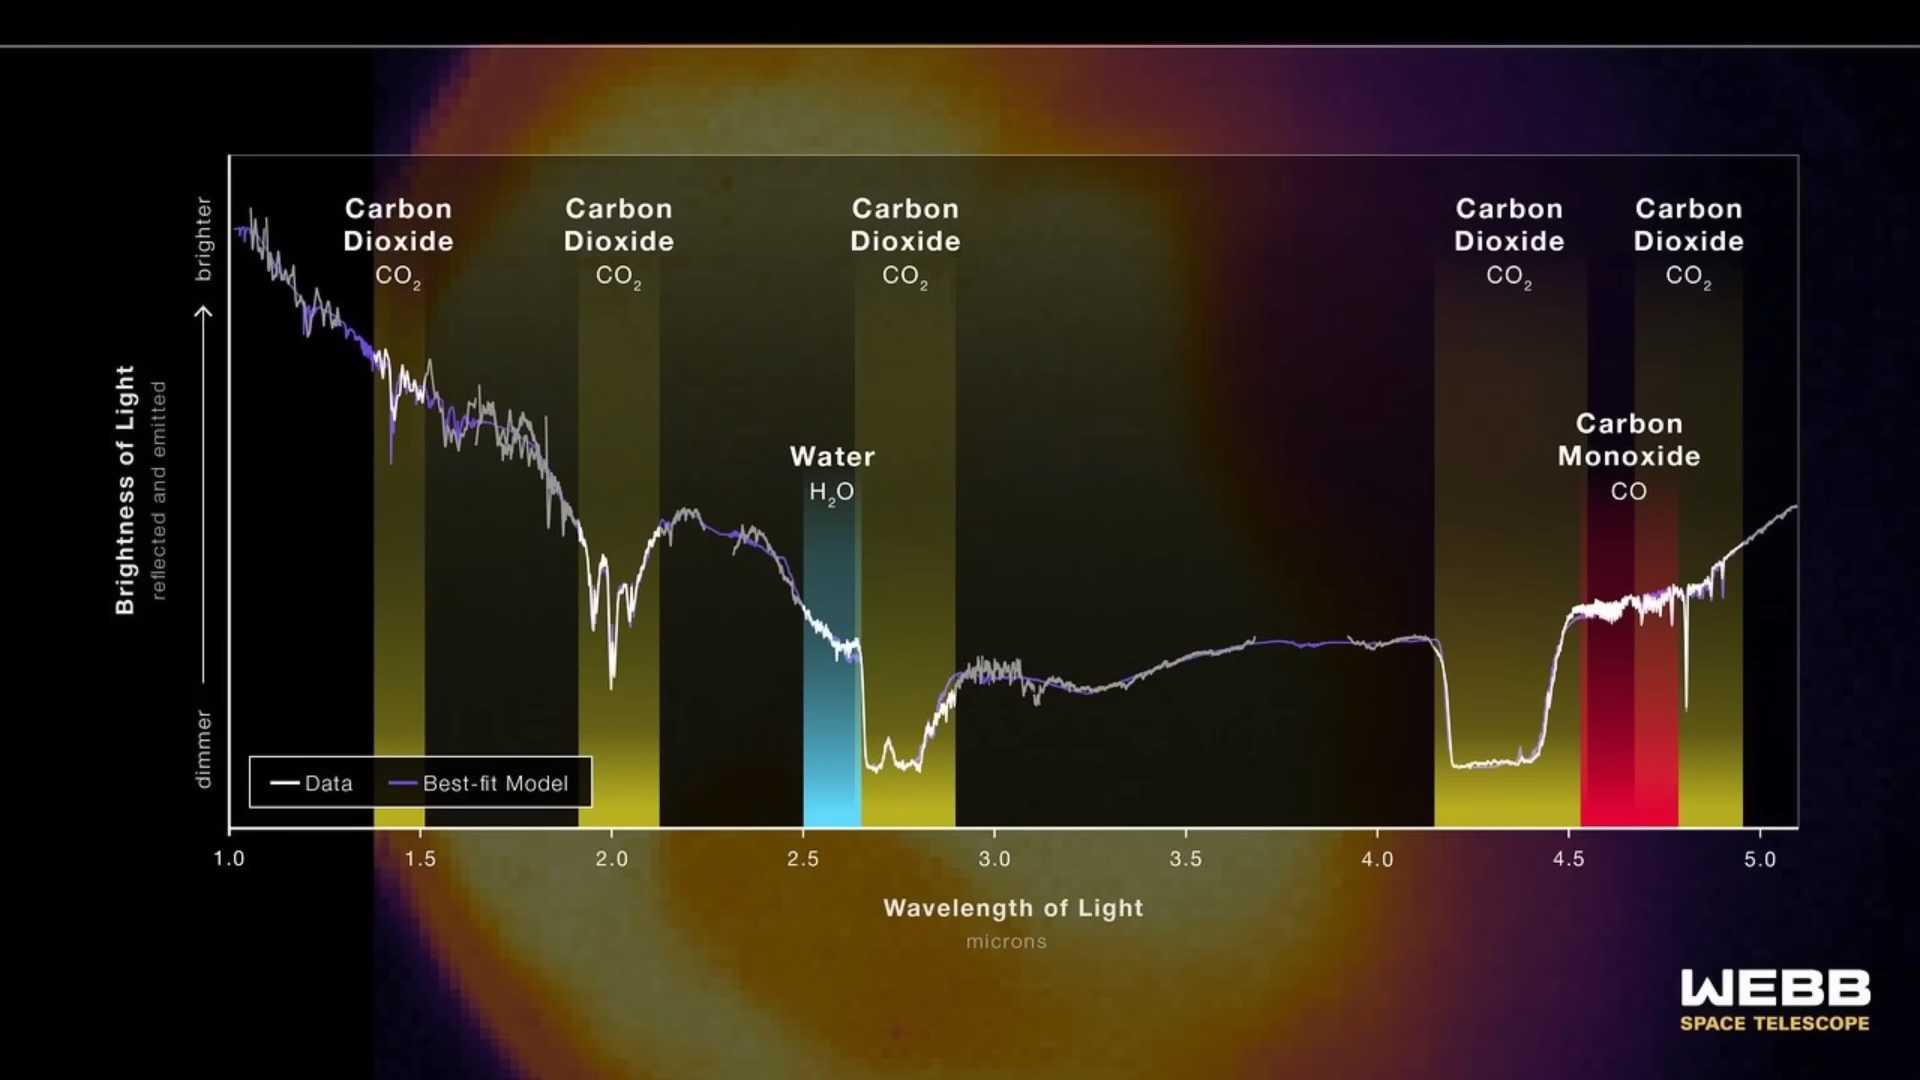 Carbon
Dioxide
CO₂
Carbon
Dioxide
CO₂
Carbon
Dioxide
CO₂
Carbon
Dioxide
CO₂
Carbon
Dioxide
CO₂
Water
H₂O
Carbon
Monoxide
CO
brighter
Brightness of Light
reflected and emitted
dimmer
Data
Best-fit Model
1.0 1.5 2.0 2.5 3.0 3.5 4.0 4.5 5.0
Wavelength of Light
microns
WEBB
SPACE TELESCOPE